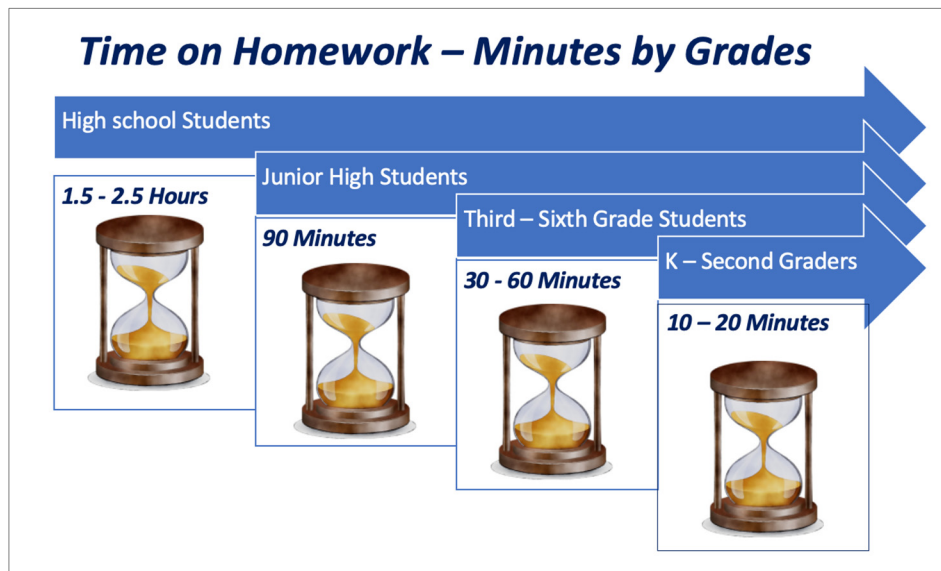 Time on Homework – Minutes by Grades
High school Students
1.5 - 2.5 Hours
Junior High Students
90 Minutes
Third – Sixth Grade Students
30 - 60 Minutes
K – Second Graders
10 – 20 Minutes